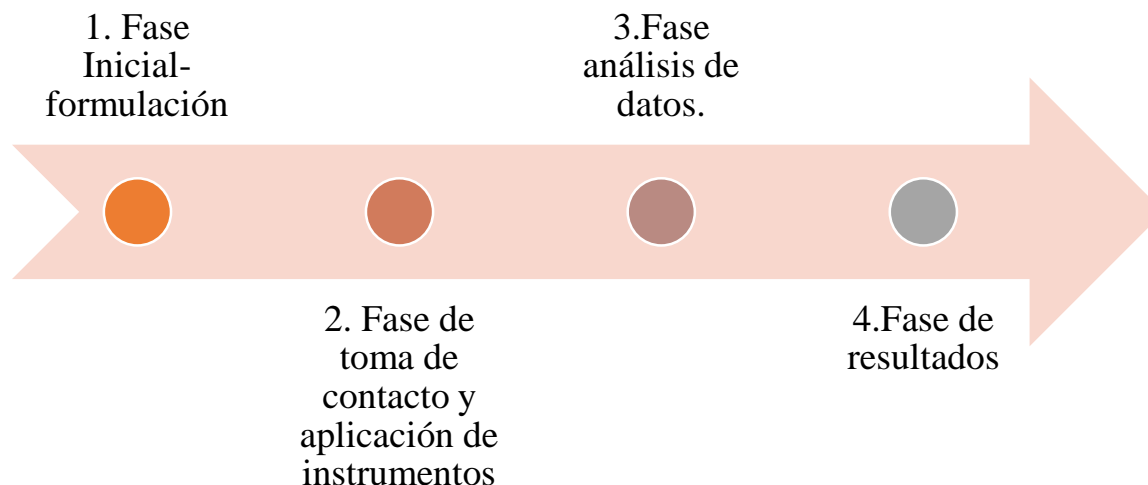 1. Fase
Inicial-
formulación
2. Fase de
toma de
contacto y
aplicación de
instrumentos
3.Fase
análisis de
datos.
4.Fase de
resultados